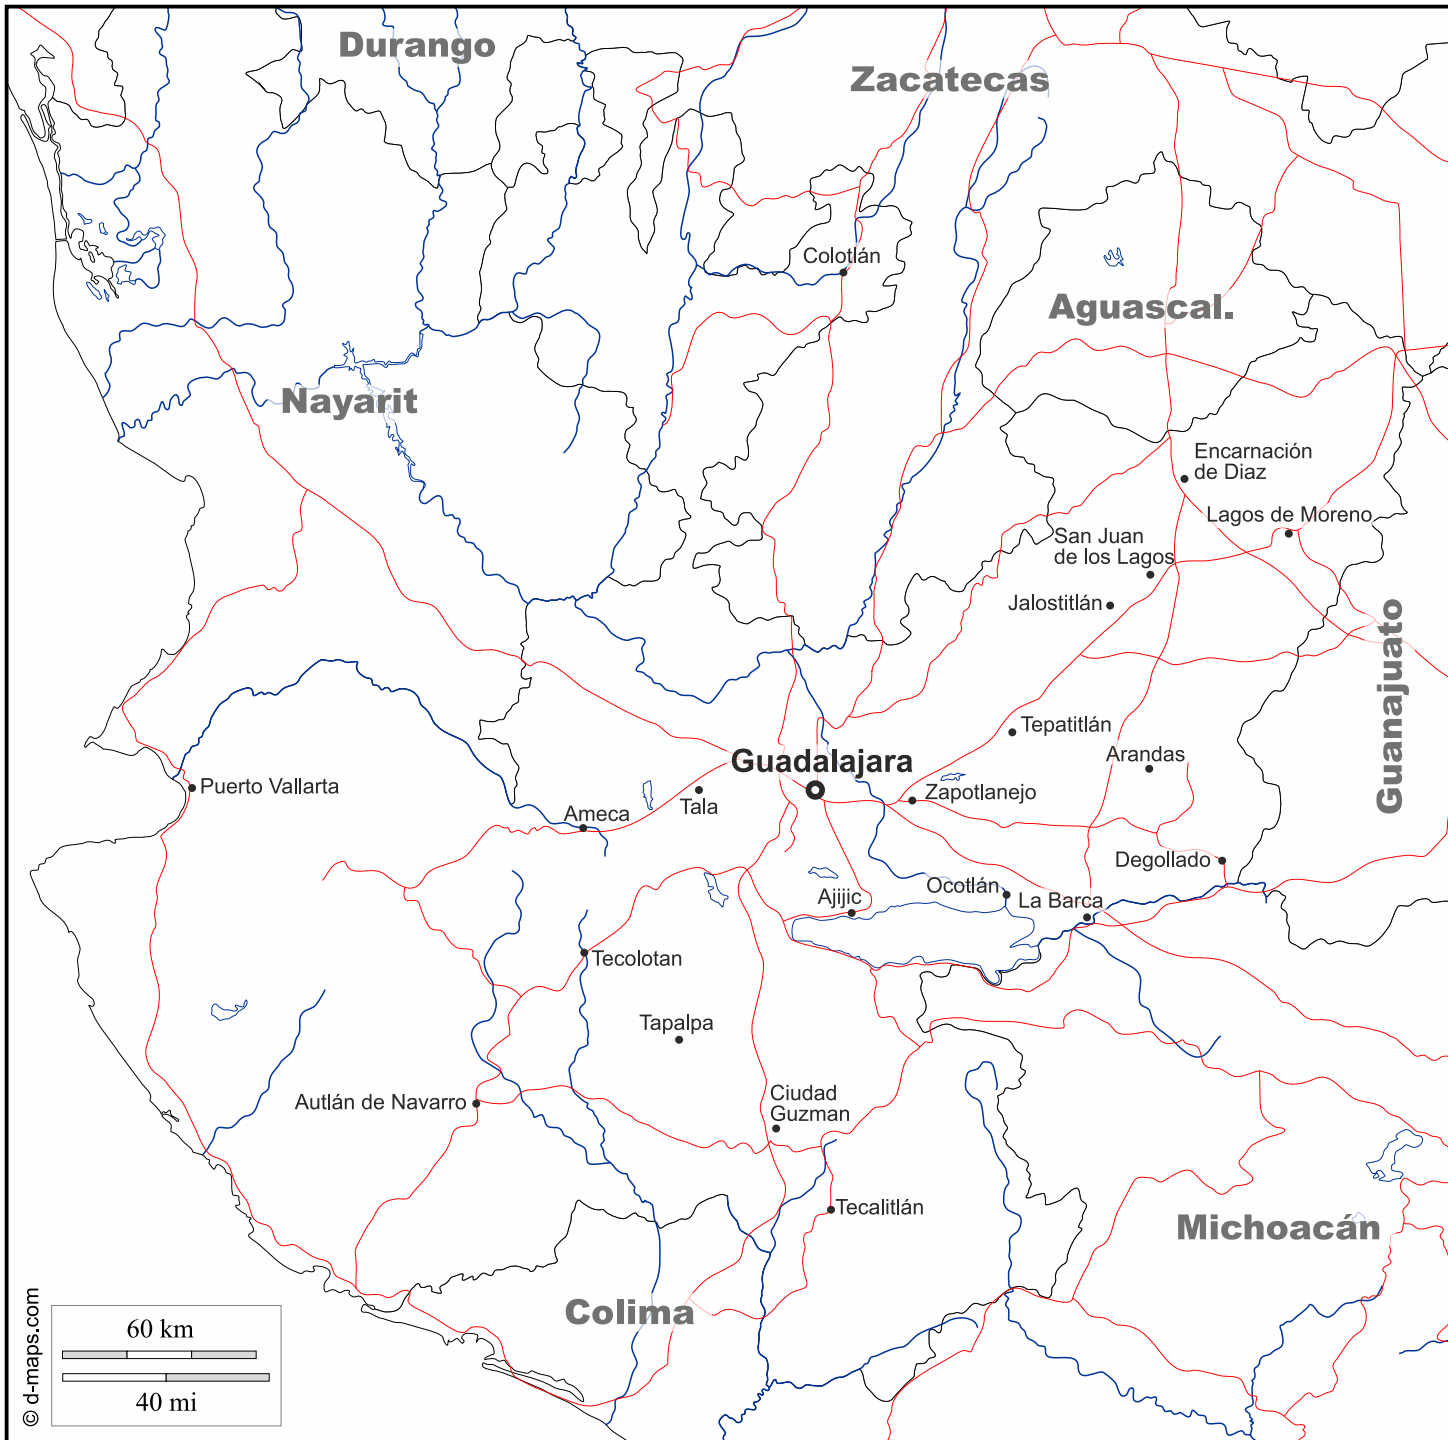 Durango
Zacatecas
Colotlán
Aguascal.
Nayarit
Encarnación
de Diaz
Lagos de Moreno
San Juan
de los Lagos
Jalostitlán
Guanajuato
Tepatitlán
Arandas
Guadalajara
Puerto Vallarta
Tala
Zapotlanejo
Ameca
Degollado
Ocotlán
Ajijic
La Barca
Tecolotan
Tapalpa
Autlán de Navarro
Ciudad
Guzman
Tecalitlán
Michoacán
Colima
60 km
40 mi
© d-maps.com